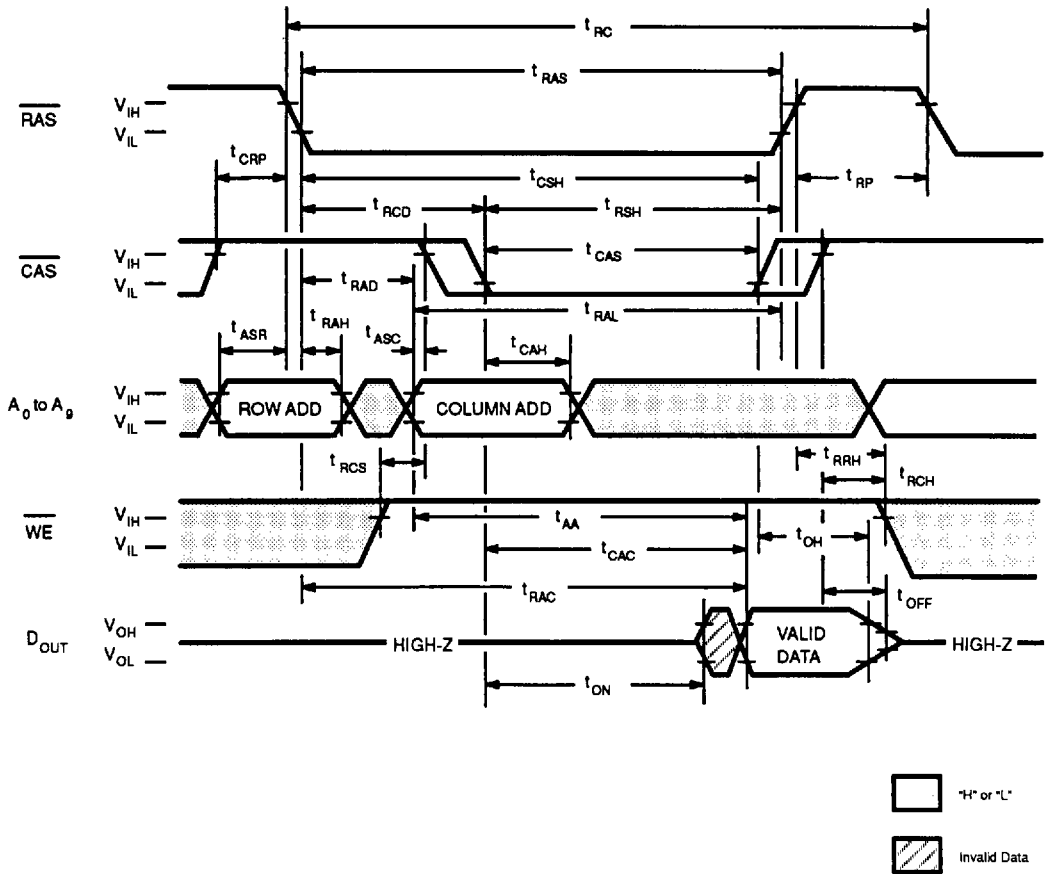 tRC
tRAS
RAS
VIH
VIL
tCRP
tCSH
tRP
tRCD
tRSH
CAS
VIH
VIL
tCAS
tRAD
tRAL
tASR
tRAH
tASC
tCAH
A0 to A9
VIH
VIL
ROW ADD
COLUMN ADD
tRCS
tRRH
tRCH
WE
VIH
VIL
tAA
tOH
tCAC
tRAC
tOFF
DOUT
VOH
VOL
HIGH-Z
VALID
DATA
HIGH-Z
tON
"H" or "L"
Invalid Data